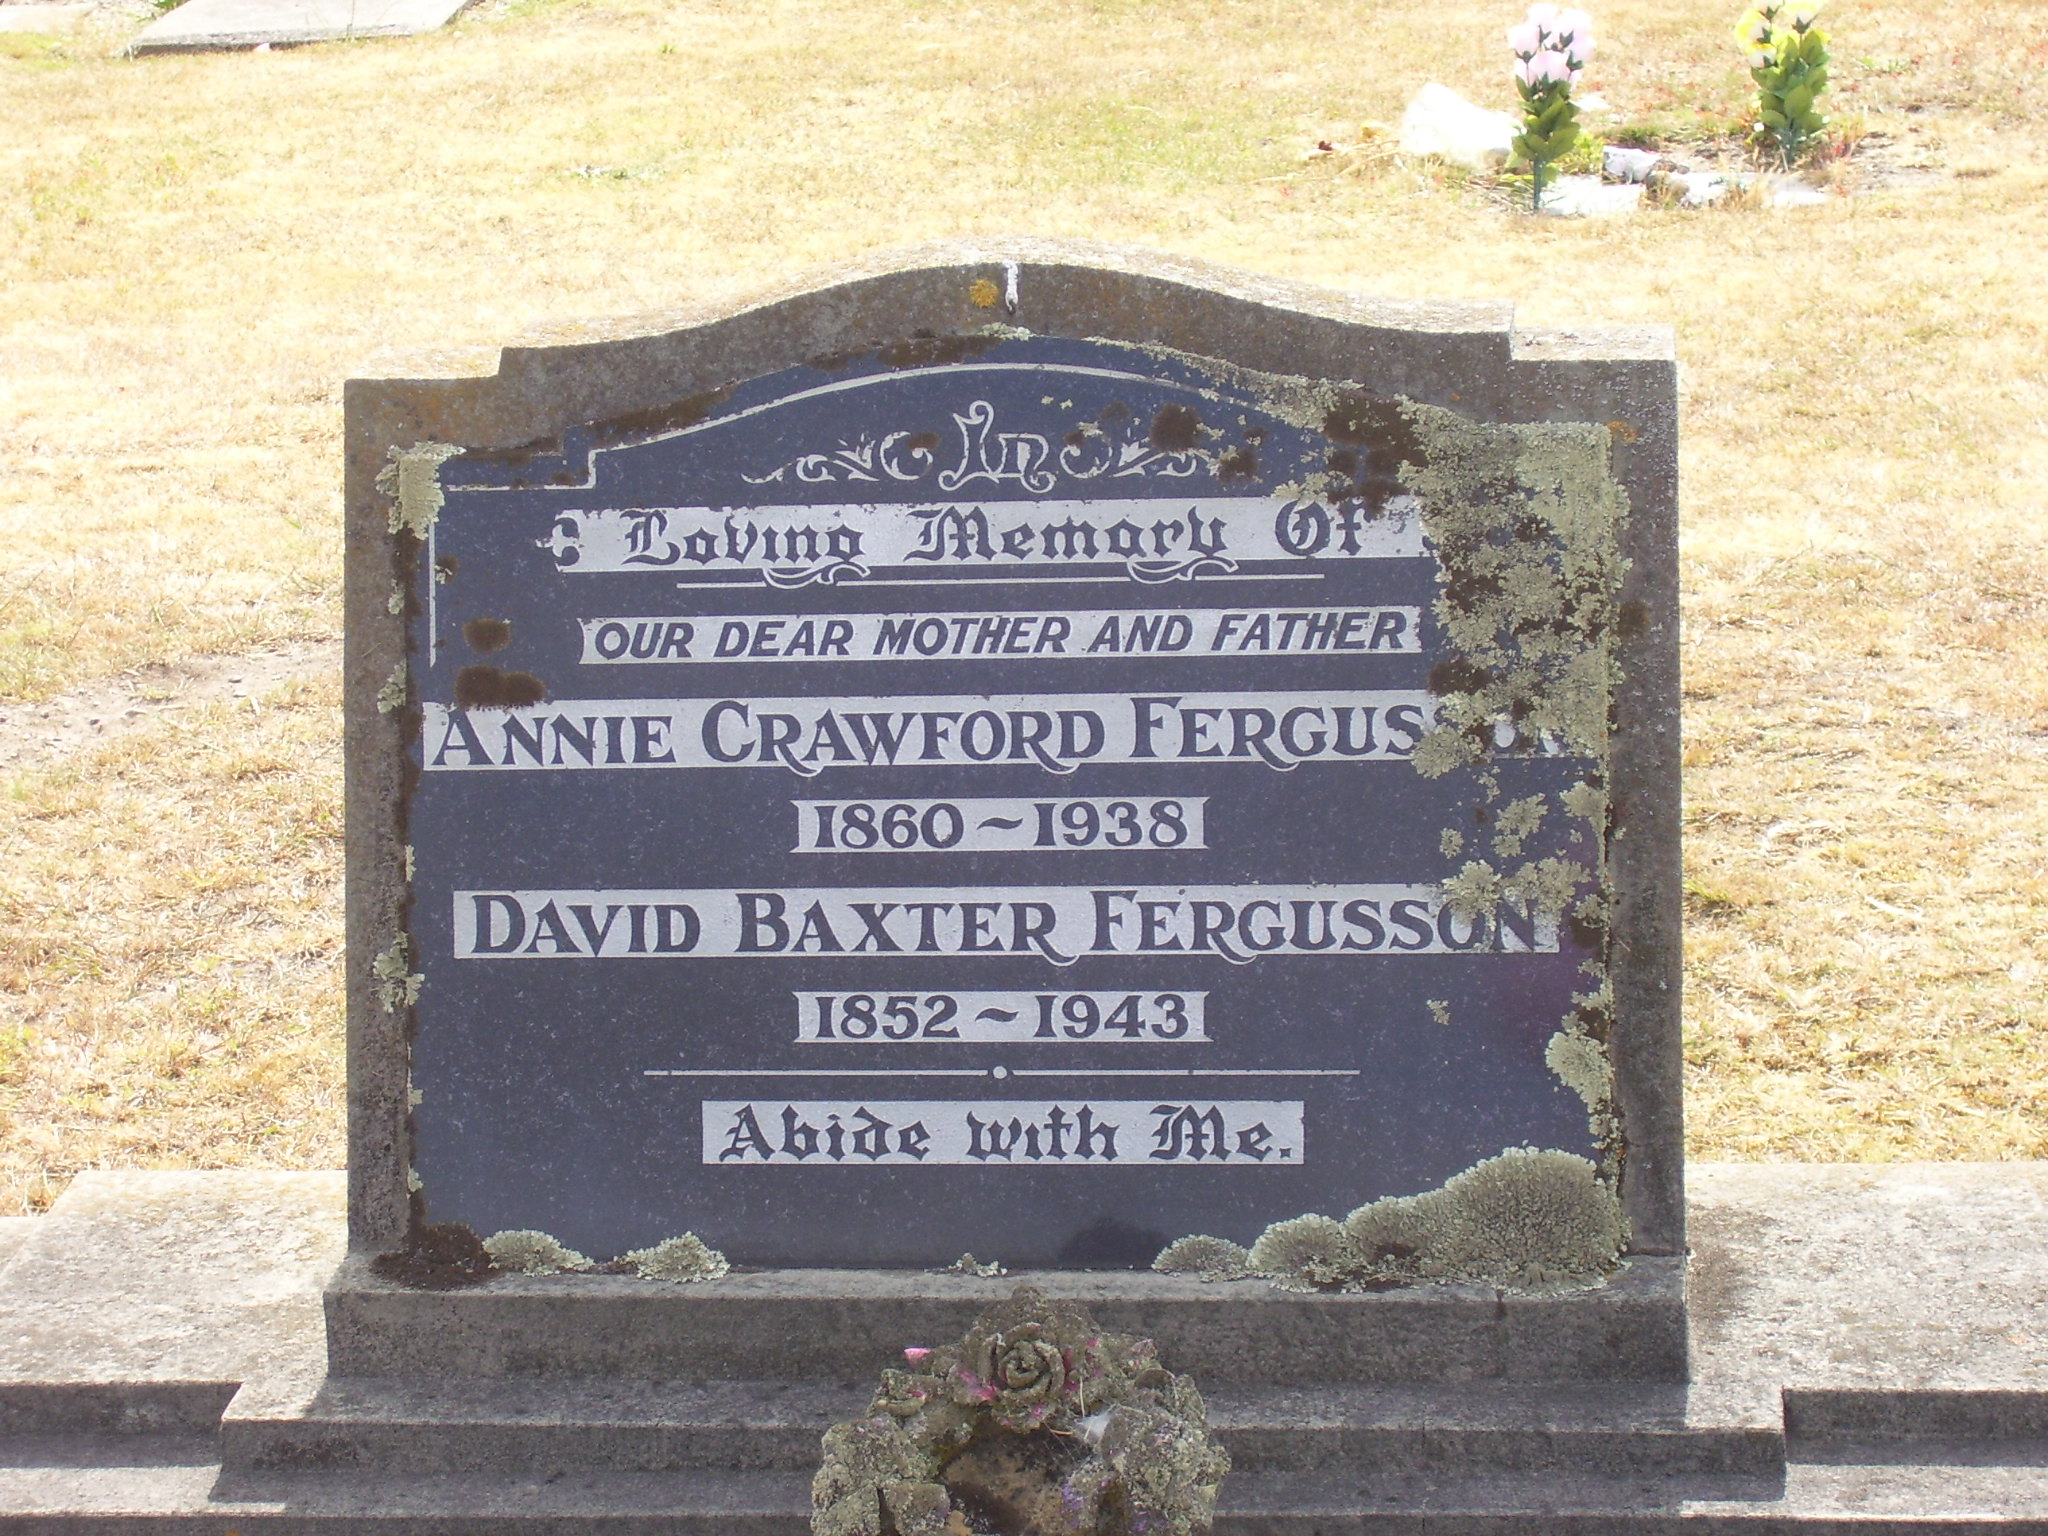 In
Loving Memory Of
OUR DEAR MOTHER AND FATHER
ANNIE CRAWFORD FERGUSSON
1860 ~ 1938
DAVID BAXTER FERGUSSON
1852 ~ 1943
Abide with Me.